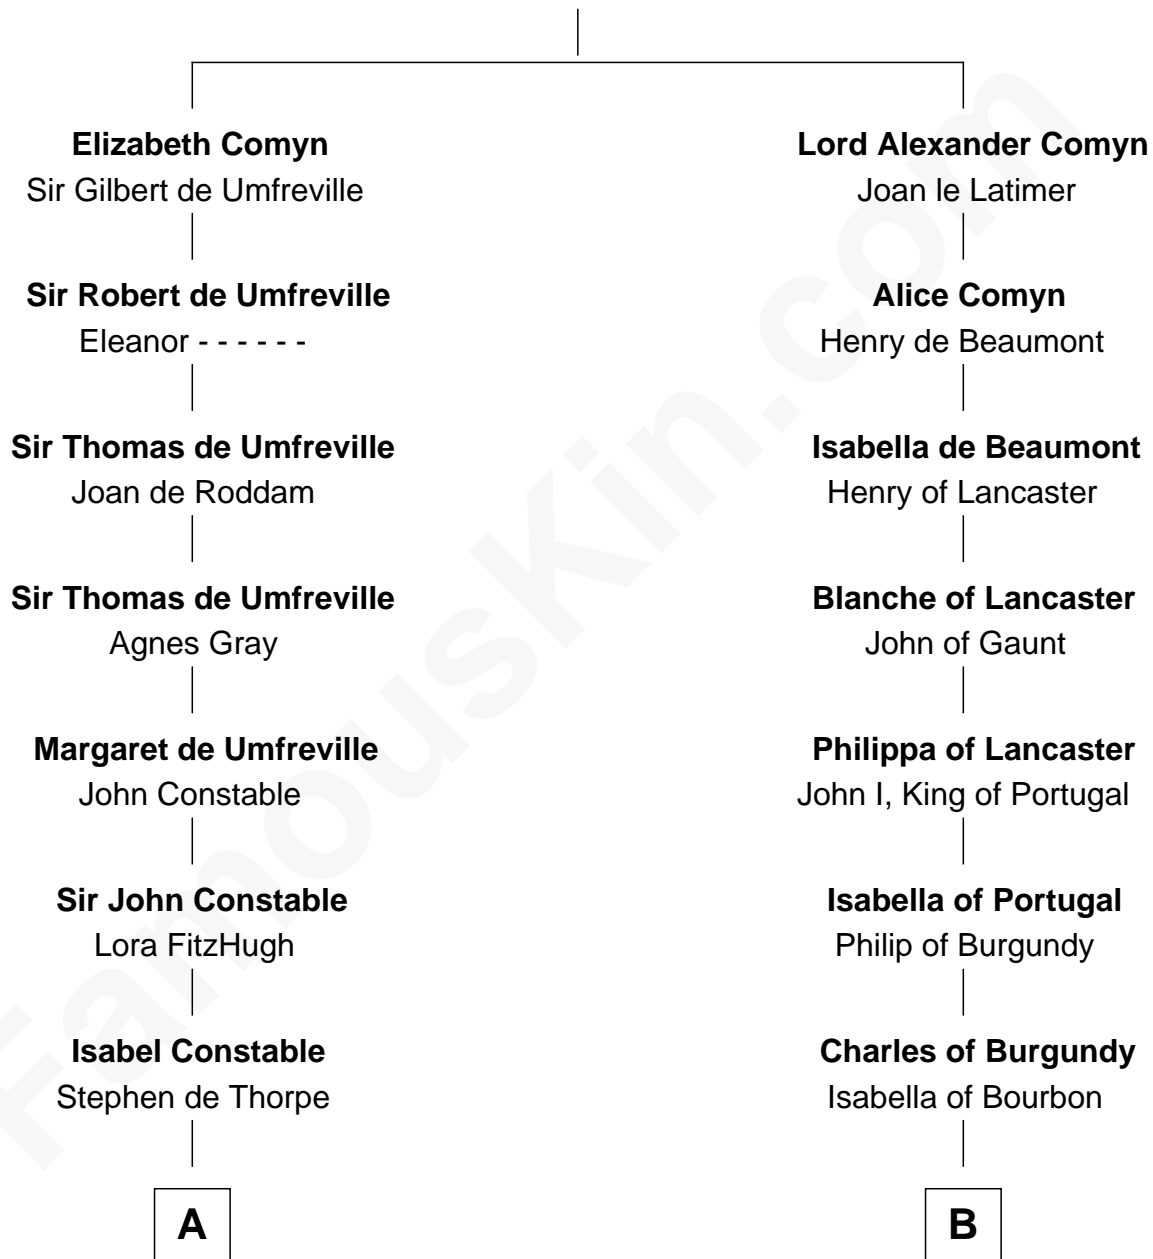 Elizabeth Comyn
Sir Gilbert de Umfreville
Sir Robert de Umfreville
Eleanor - - - - - -
Sir Thomas de Umfreville
Joan de Roddam
Sir Thomas de Umfreville
Agnes Gray
Margaret de Umfreville
John Constable
Sir John Constable
Lora FitzHugh
Isabel Constable
Stephen de Thorpe
A
Lord Alexander Comyn
Joan le Latimer
Alice Comyn
Henry de Beaumont
Isabella de Beaumont
Henry of Lancaster
Blanche of Lancaster
John of Gaunt
Philippa of Lancaster
John I, King of Portugal
Isabella of Portugal
Philip of Burgundy
Charles of Burgundy
Isabella of Bourbon
B
FamousKin.com